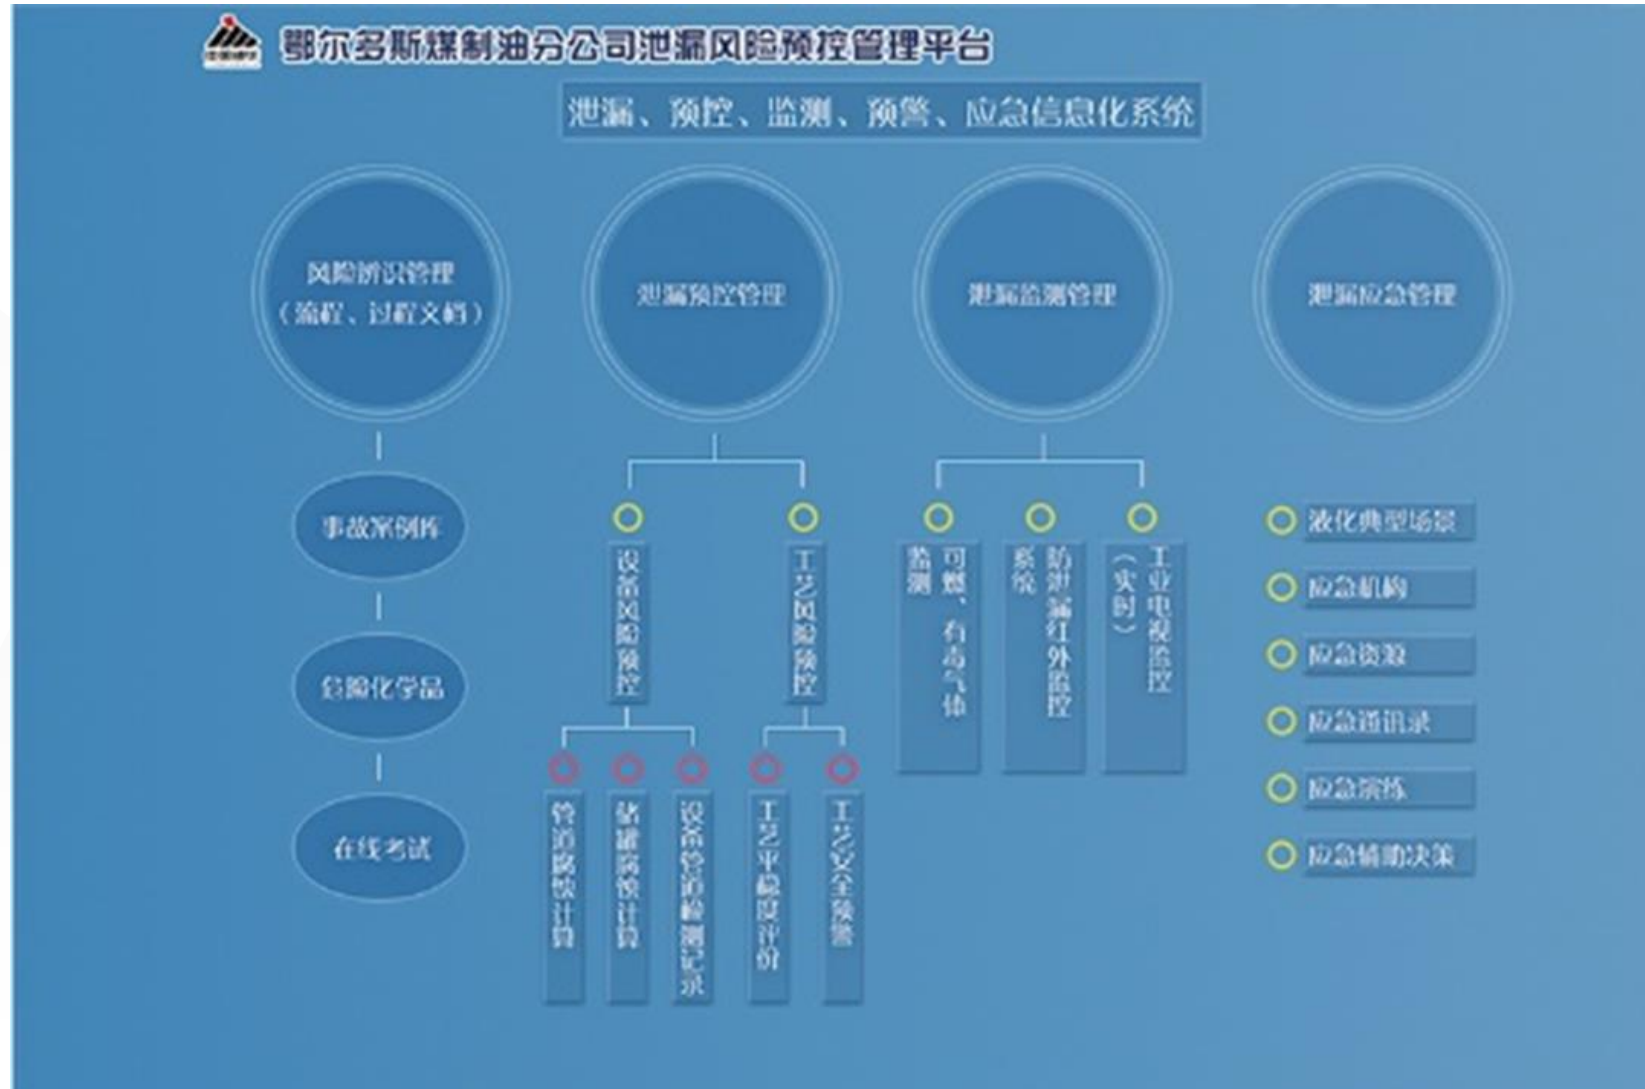 鄂尔多斯煤制油分公司泄漏风险预控管理平台
泄漏、预控、监测、预警、应急信息化系统
风险辨识管理
（流程、过程文档）
泄漏预控管理
泄漏监测管理
泄漏应急管理
事故案例库
危险化学品
在线考试
设备风险预控
工艺风险预控
管道腐蚀计算
储罐腐蚀计算
设备管道检测记录
工艺平稳度评价
工艺安全预警
可燃、有毒气体
监测
防泄漏红外监控
系统
工业电视监控
（实时）
液化典型场景
应急机构
应急资源
应急通讯录
应急演练
应急辅助决策